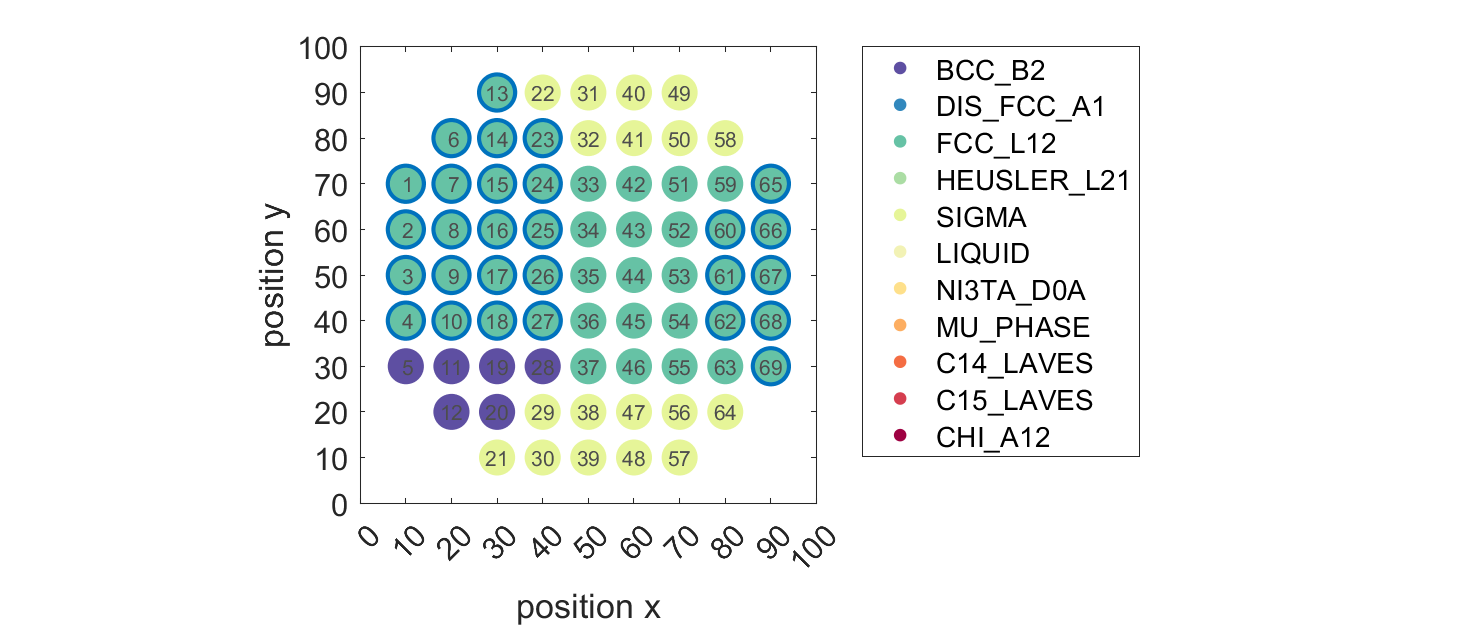 100
90
80
70
60
50
40
30
20
10
0
position y
13 22 31 40 49
6 14 23 32 41 50 58
1 7 15 24 33 42 51 59 65
2 8 16 25 34 43 52 60 66
3 9 17 26 35 44 53 61 67
4 10 18 27 36 45 54 62 68
5 11 19 28 37 46 55 63 69
12 20 29 38 47 56 64
21 30 39 48 57
0 10 20 30 40 50 60 70 80 90 100
position x
BCC_B2
DIS_FCC_A1
FCC_L12
HEUSLER_L21
SIGMA
LIQUID
NI3TA_D0A
MU_PHASE
C14_LAVES
C15_LAVES
CHI_A12